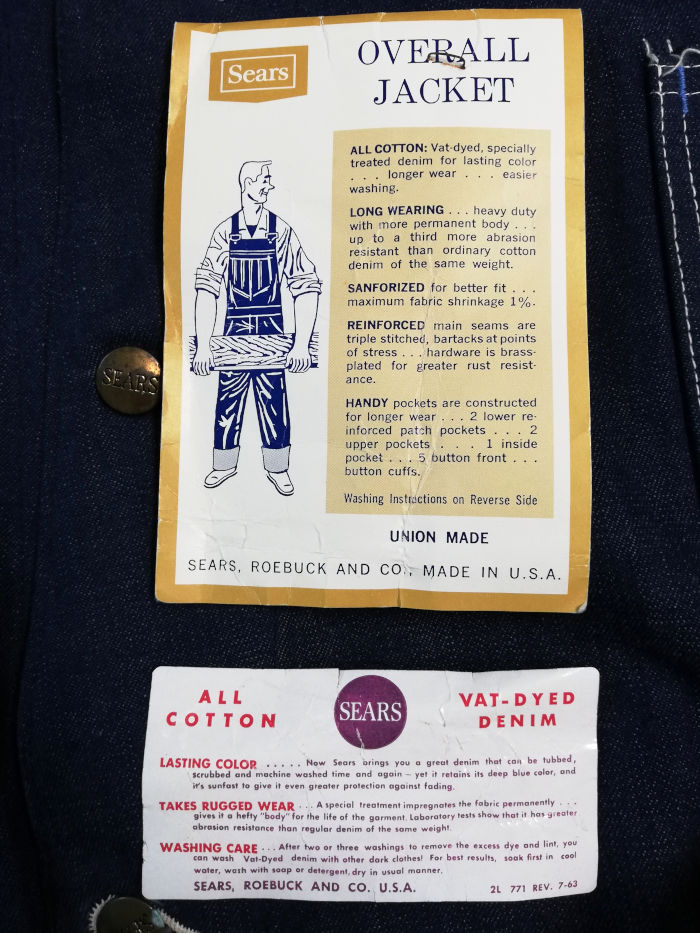 Sears
OVERALL
JACKET
ALL COTTON: Vat-dyed, specially
treated denim for lasting color
. . . longer wear . . . easier
washing.
LONG WEARING . . . heavy duty
with more permanent body . . .
up to a third more abrasion
resistant than ordinary cotton
denim of the same weight.
SANFORIZED for better fit . . .
maximum fabric shrinkage 1%.
REINFORCED main seams are
triple stitched, bartacks at points
of stress . . . hardware is brass-
plated for greater rust resist-
ance.
HANDY pockets are constructed
for longer wear . . . 2 lower re-
inforced patch pockets . . . 2
upper pockets . . . 1 inside
pocket . . . 5 button front . . .
button cuffs.
Washing Instructions on Reverse Side
UNION MADE
SEARS, ROEBUCK AND CO., MADE IN U.S.A.
SEARS
ALL
COTTON
SEARS
VAT-DYED
DENIM
LASTING COLOR . . . . . Now Sears brings you a great denim that can be tubbed,
scrubbed and machine washed time and again – yet it retains its deep blue color, and
it's sunfast to give it even greater protection against fading.
TAKES RUGGED WEAR . . . A special treatment impregnates the fabric permanently . . .
gives it a hefty "body" for the life of the garment. Laboratory tests show that it has greater
abrasion resistance than regular denim of the same weight.
WASHING CARE . . . After two or three washings to remove the excess dye and lint, you
can wash Vat-Dyed denim with other dark clothes! For best results, soak first in cool
water, wash with soap or detergent, dry in usual manner.
SEARS, ROEBUCK AND CO. U.S.A.
2L 771 REV. 7-63
SEARS